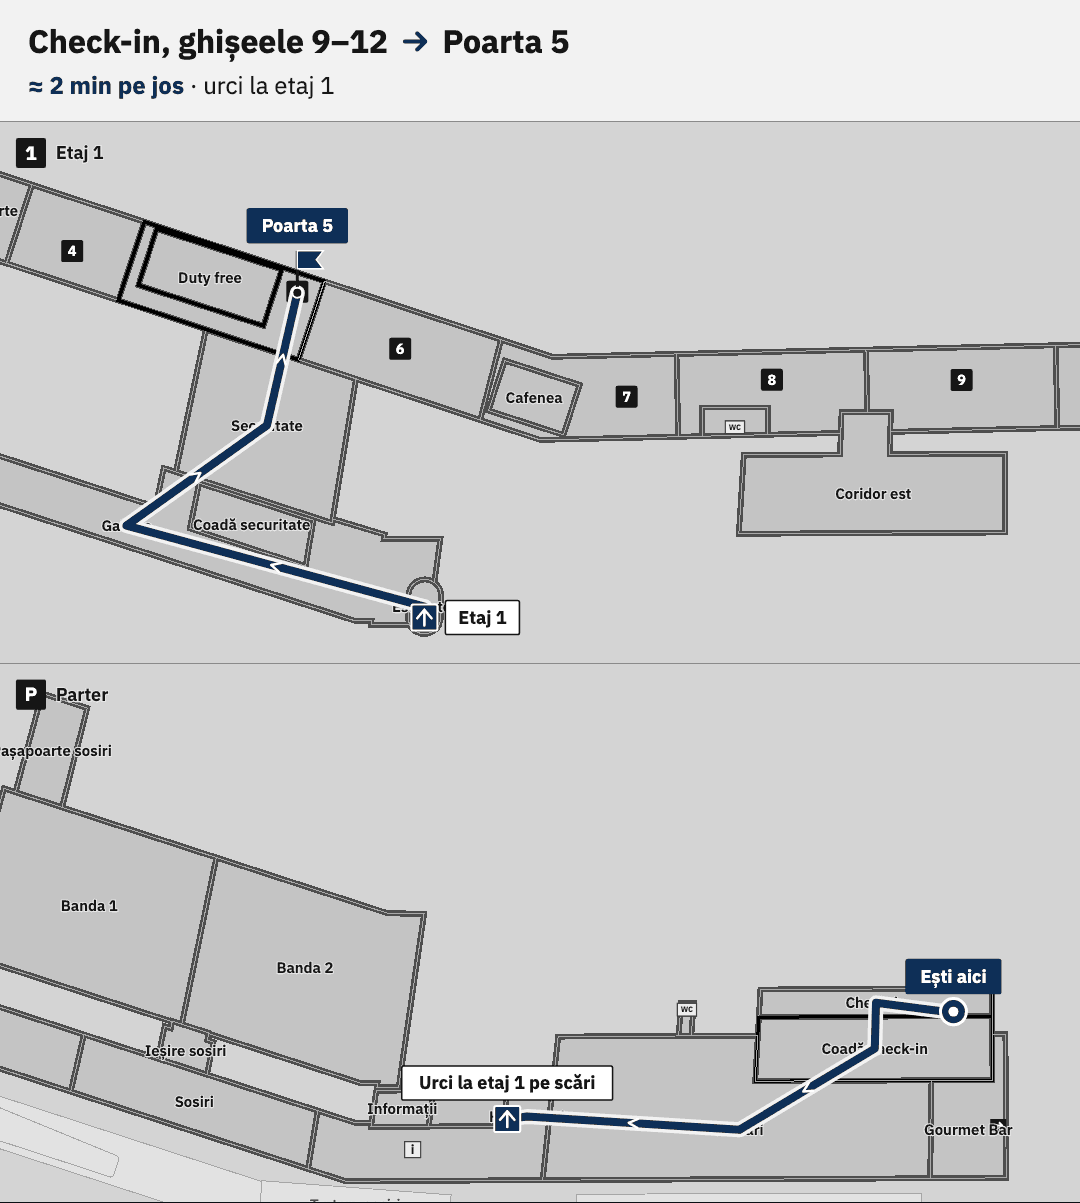 Check-in, ghișeele 9–12 → Poarta 5
≈ 2 min pe jos · urci la etaj 1
1 Etaj 1
4
Poarta 5
Duty free
6
Cafenea
7
8
9
wc
Coridor est
Coadă securitate
Etaj 1
P Parter
Pașapoarte sosiri
Banda 1
Banda 2
Ești aici
wc
Ieșire sosiri
Urci la etaj 1 pe scări
Sosiri
Informații
i
Gourmet Bar